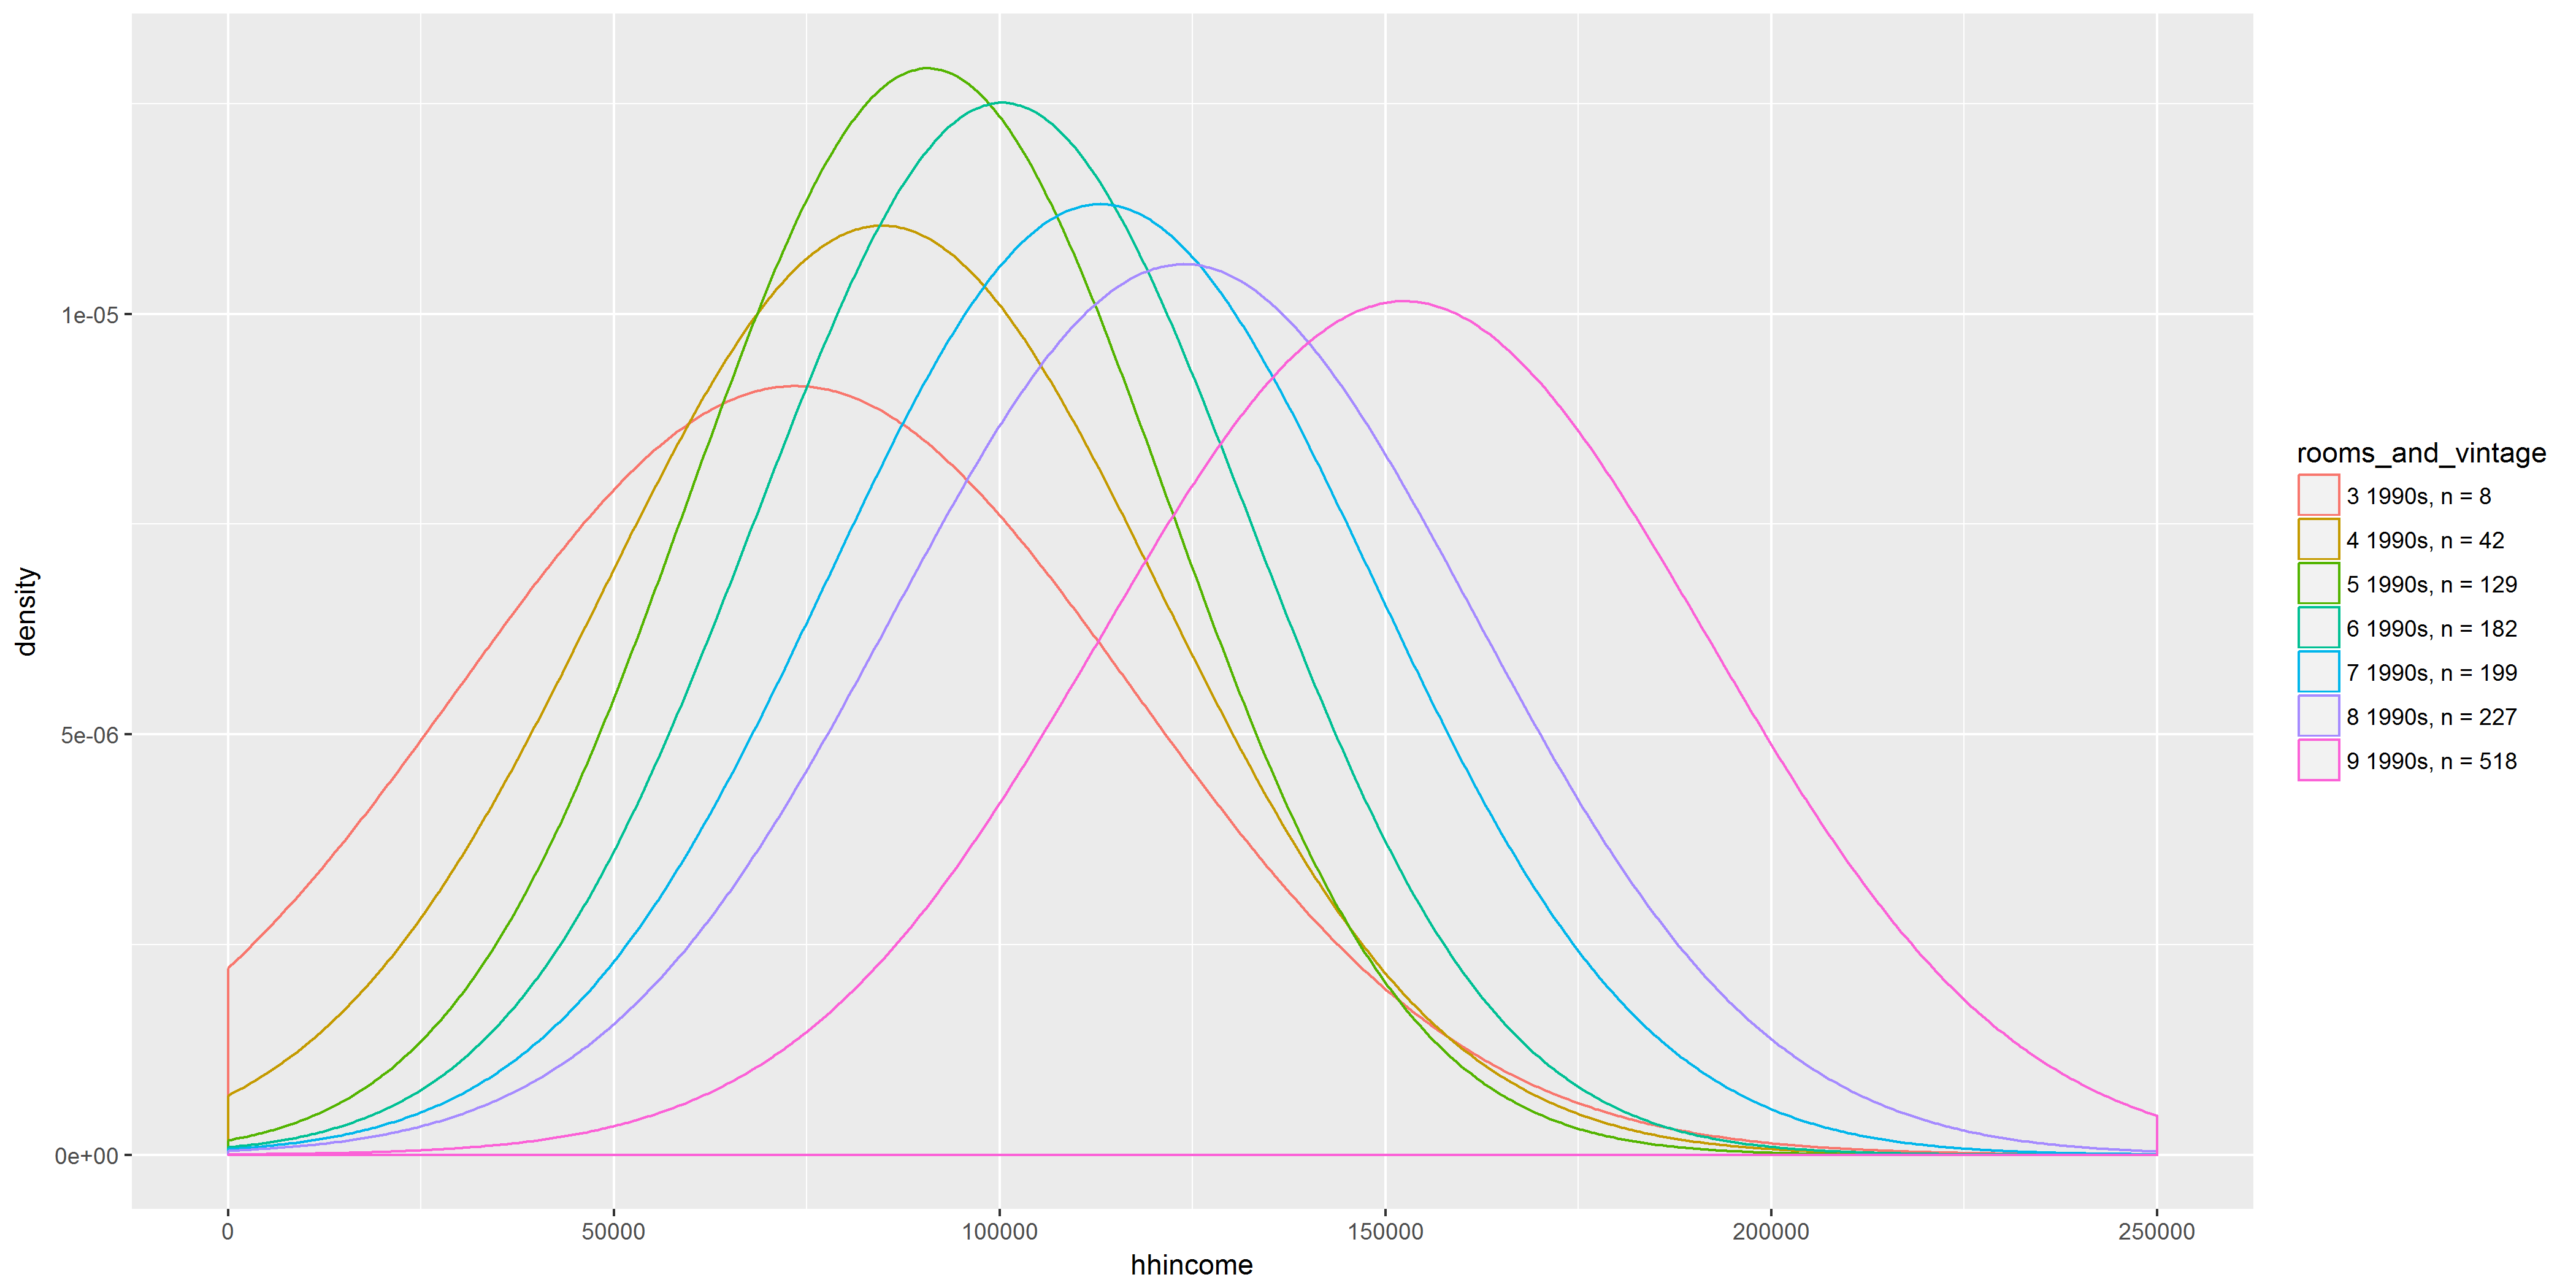 density
1e-05
5e-06
0e+00
0
50000
100000
150000
200000
250000
hhincome
rooms_and_vintage
3 1990s, n = 8
4 1990s, n = 42
5 1990s, n = 129
6 1990s, n = 182
7 1990s, n = 199
8 1990s, n = 227
9 1990s, n = 518